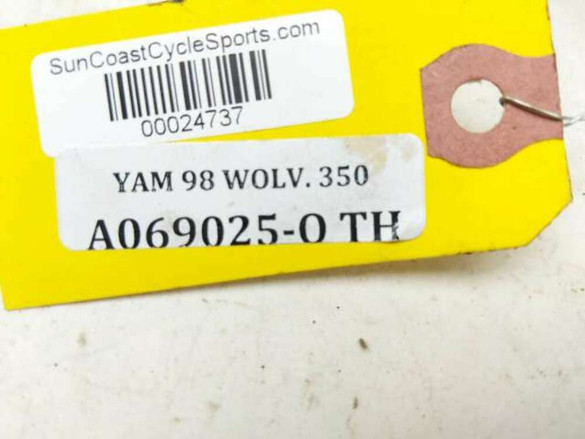 SunCoastCycleSports.com
00024737
YAM 98 WOLV. 350
A069025-O TH